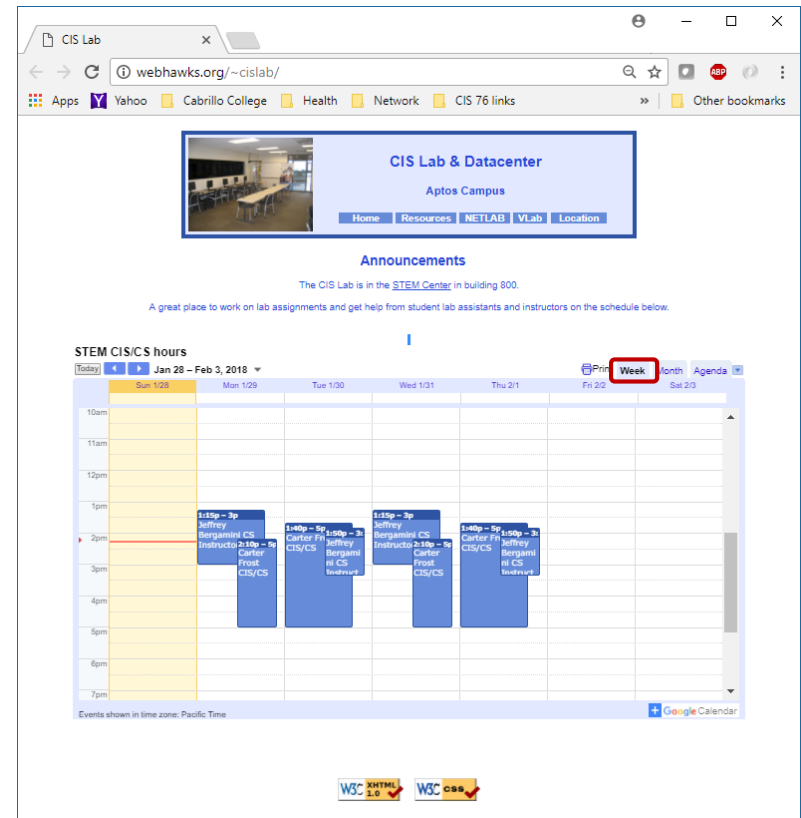 CIS Lab
webhawks.org/~cislab/
ABP
Apps Yahoo Cabrillo College Health Network CIS 76 links » Other bookmarks
CIS Lab & Datacenter
Aptos Campus
Home Resources NETLAB VLab Location
Announcements
The CIS Lab is in the STEM Center in building 800.
A great place to work on lab assignments and get help from student lab assistants and instructors on the schedule below.
STEM CIS/CS hours
Today Jan 28 – Feb 3, 2018 Prin Week Month Agenda
Sun 1/28 Mon 1/29 Tue 1/30 Wed 1/31 Thu 2/1 Fri 2/2 Sat 2/3
10am
11am
12pm
1pm
1:15p – 3p
Jeffrey
Bergamini CS
Instructo
2:10p – 5p
Carter
Frost
CIS/CS
1:40p – 5p
Carter Fr
CIS/CS
1:50p – 3:
Jeffrey
Bergami
ni CS
Instruct
1:15p – 3p
Jeffrey
Bergamini CS
Instructo
2:10p – 5p
Carter
Frost
CIS/CS
1:40p – 5p
Carter Fr
CIS/CS
1:50p – 3:
Jeffrey
Bergami
ni CS
Instruct
2pm
3pm
4pm
5pm
6pm
7pm
Events shown in time zone: Pacific Time
Google Calendar
W3C XHTML 1.0
W3C css